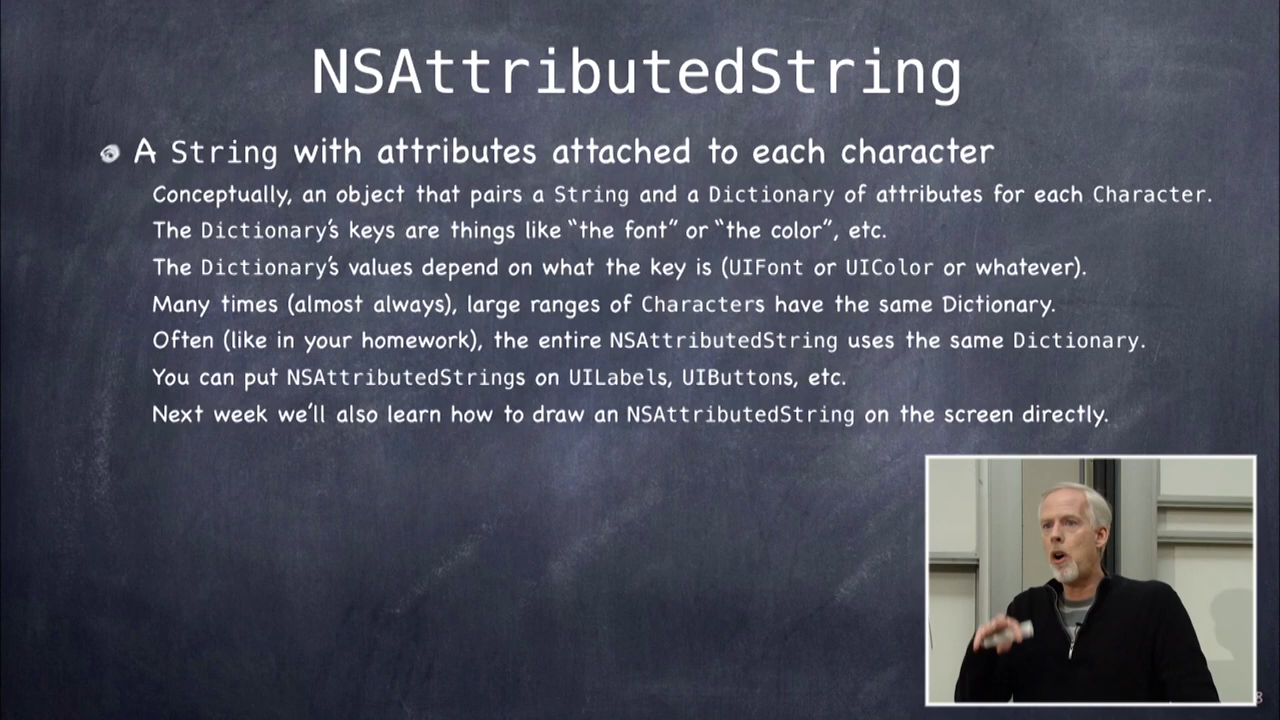 NSAttributedString
A String with attributes attached to each character
Conceptually, an object that pairs a String and a Dictionary of attributes for each Character.
The Dictionary's keys are things like “the font” or “the color”, etc.
The Dictionary's values depend on what the key is (UIFont or UIColor or whatever).
Many times (almost always), large ranges of Characters have the same Dictionary.
Often (like in your homework), the entire NSAttributedString uses the same Dictionary.
You can put NSAttributedStrings on UILabels, UIButtons, etc.
Next week we'll also learn how to draw an NSAttributedString on the screen directly.